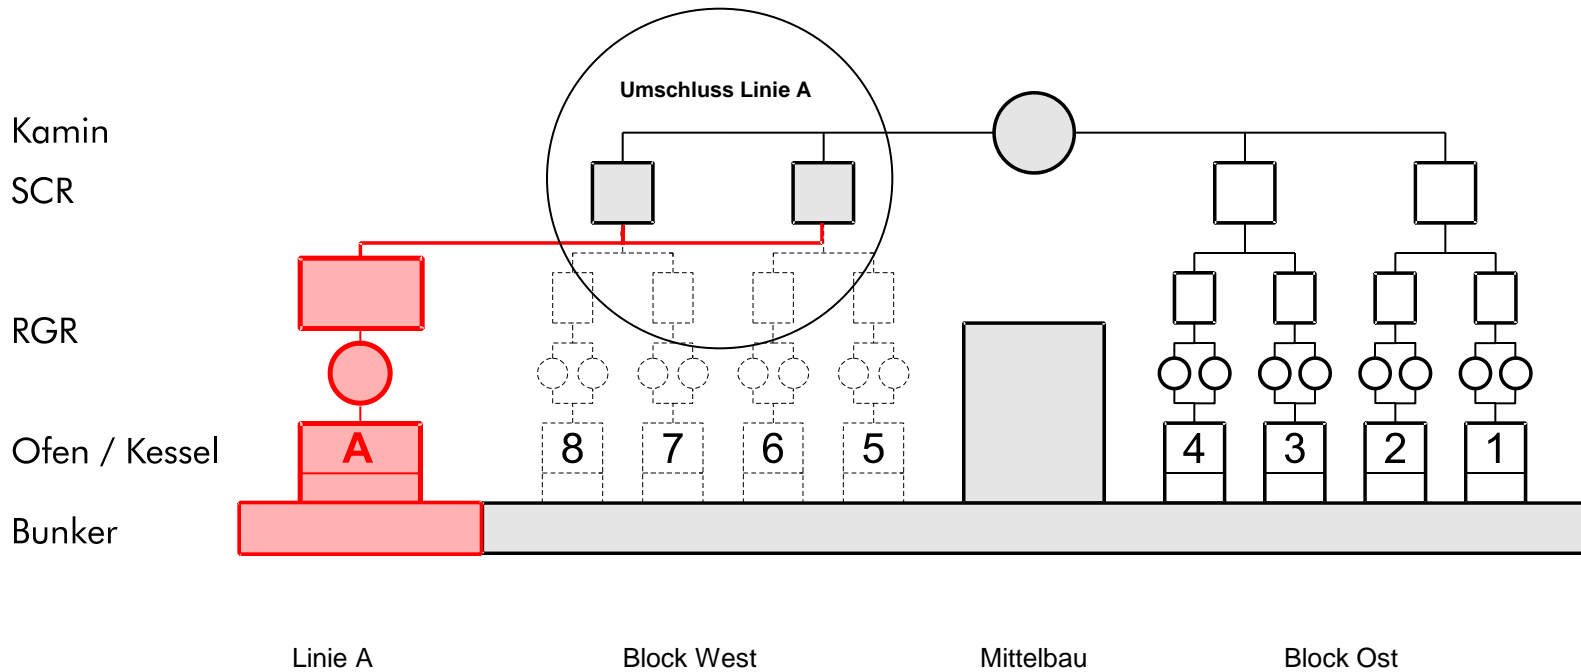 Umschluss Linie A
Kamin
SCR
RGR
Ofen / Kessel
A 8 7 6 5 4 3 2 1
Bunker
Linie A Block West Mittelbau Block Ost